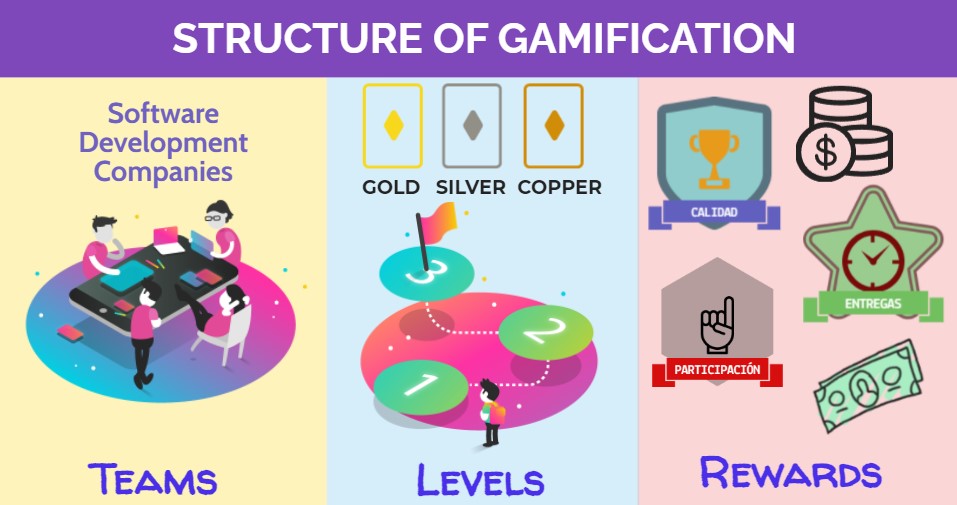 STRUCTURE OF GAMIFICATION
Software
Development
Companies
TEAMS
GOLD SILVER COPPER
3
2
1
LEVELS
CALIDAD
$
ENTREGAS
PARTICIPACIÓN
REWARDS